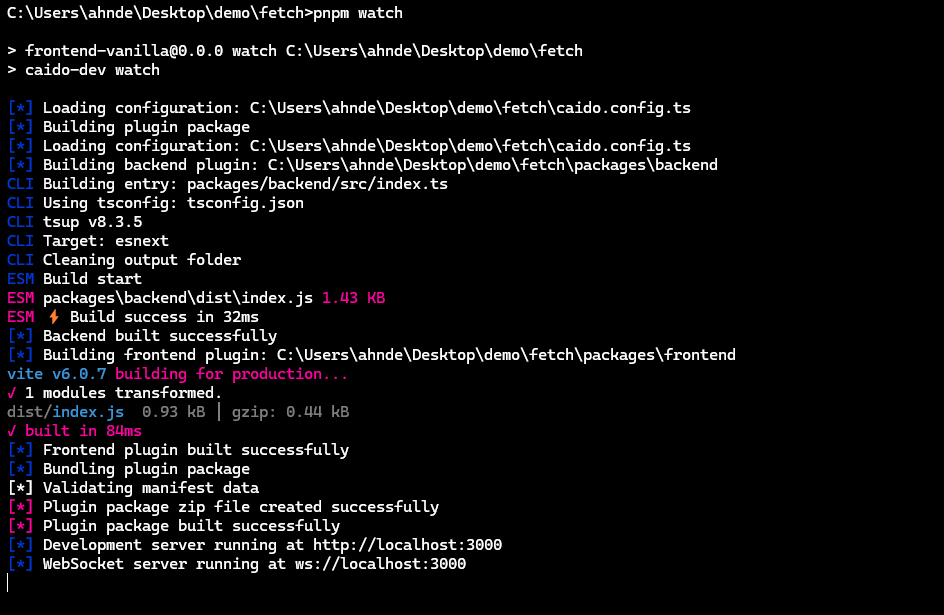 C:\Users\ahnde\Desktop\demo\fetch>pnpm watch
> frontend-vanilla@0.0.0 watch C:\Users\ahnde\Desktop\demo\fetch
> caido-dev watch
[*] Loading configuration: C:\Users\ahnde\Desktop\demo\fetch\caido.config.ts
[*] Building plugin package
[*] Loading configuration: C:\Users\ahnde\Desktop\demo\fetch\caido.config.ts
[*] Building backend plugin: C:\Users\ahnde\Desktop\demo\fetch\packages\backend
CLI Building entry: packages/backend/src/index.ts
CLI Using tsconfig: tsconfig.json
CLI tsup v8.3.5
CLI Target: esnext
CLI Cleaning output folder
ESM Build start
ESM packages\backend\dist\index.js 1.43 KB
ESM ⚡ Build success in 32ms
[*] Backend built successfully
[*] Building frontend plugin: C:\Users\ahnde\Desktop\demo\fetch\packages\frontend
vite v6.0.7 building for production...
√ 1 modules transformed.
dist/index.js  0.93 kB │ gzip: 0.44 kB
√ built in 84ms
[*] Frontend plugin built successfully
[*] Bundling plugin package
[*] Validating manifest data
[*] Plugin package zip file created successfully
[*] Plugin package built successfully
[*] Development server running at http://localhost:3000
[*] WebSocket server running at ws://localhost:3000